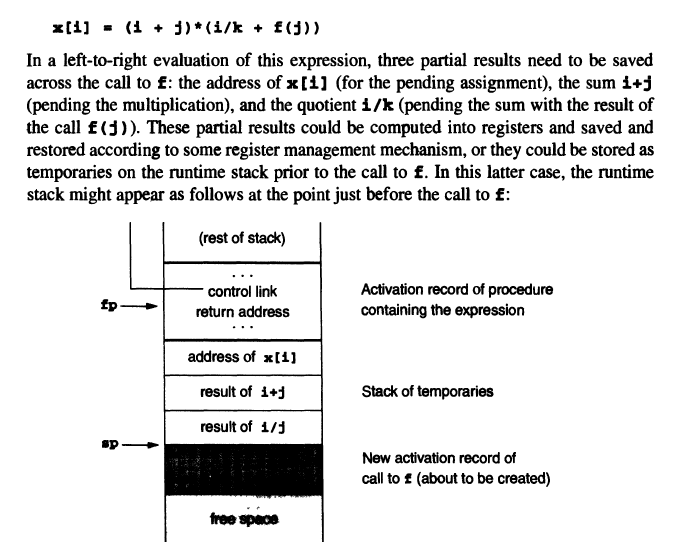 x[i] = (i + j)*(i/k + f(j))
In a left-to-right evaluation of this expression, three partial results need to be saved
across the call to f: the address of x[i] (for the pending assignment), the sum i+j
(pending the multiplication), and the quotient i/k (pending the sum with the result of
the call f(j)). These partial results could be computed into registers and saved and
restored according to some register management mechanism, or they could be stored as
temporaries on the runtime stack prior to the call to f. In this latter case, the runtime
stack might appear as follows at the point just before the call to f:
(rest of stack)
...
control link
Activation record of procedure
fp
return address
containing the expression
...
address of x[i]
result of i+j
Stack of temporaries
result of i/j
sp
New activation record of
call to f (about to be created)
free space